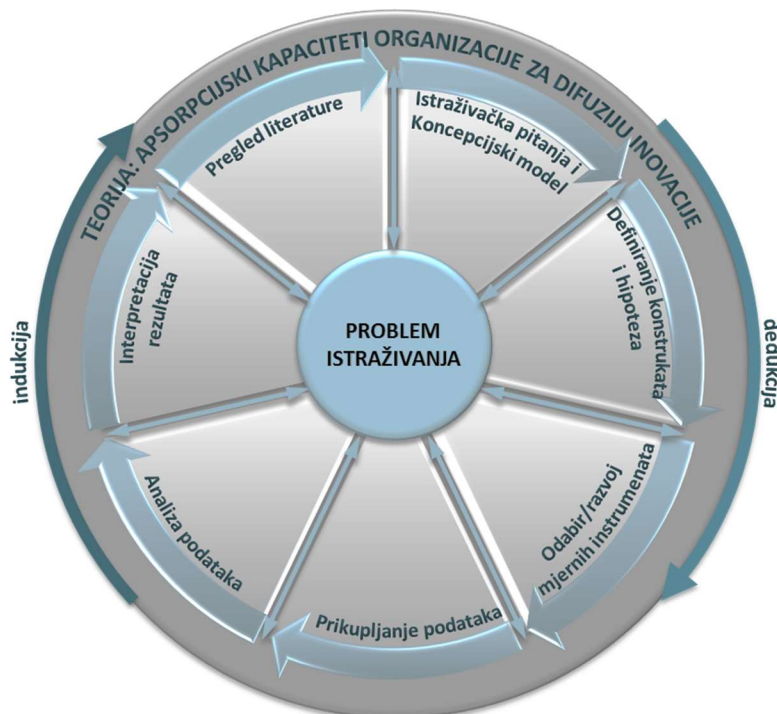 TEORIJA: APSORPCIJSKI KAPACITETI ORGANIZACIJE ZA DIFUZIJU INOVACIJE
Pregled literature
Istraživačka pitanja i
Koncepcijski model
Definiranje konstrukata
i hipoteza
Odabir/razvoj
mjernih instrumenata
Prikupljanje podataka
Analiza podataka
Interpretacija
rezultata
PROBLEM
ISTRAŽIVANJA
indukcija
dedukcija